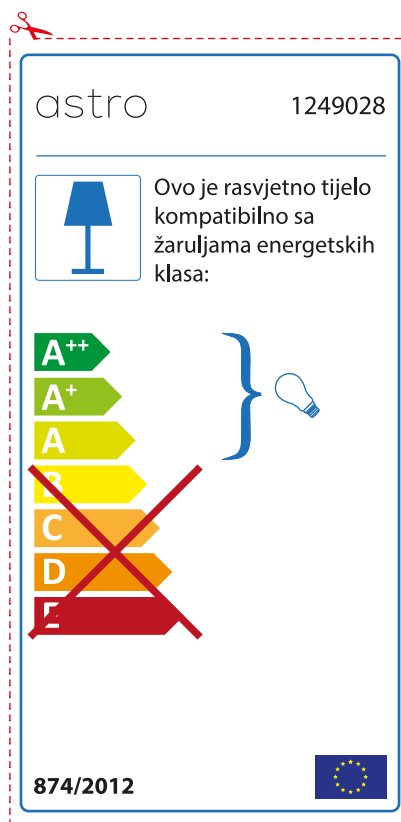 astro
1249028
Ovo je rasvjetno tijelo
kompatibilno sa
žaruljama energetskih
klasa:
A++
A+
A
B
C
D
E
874/2012